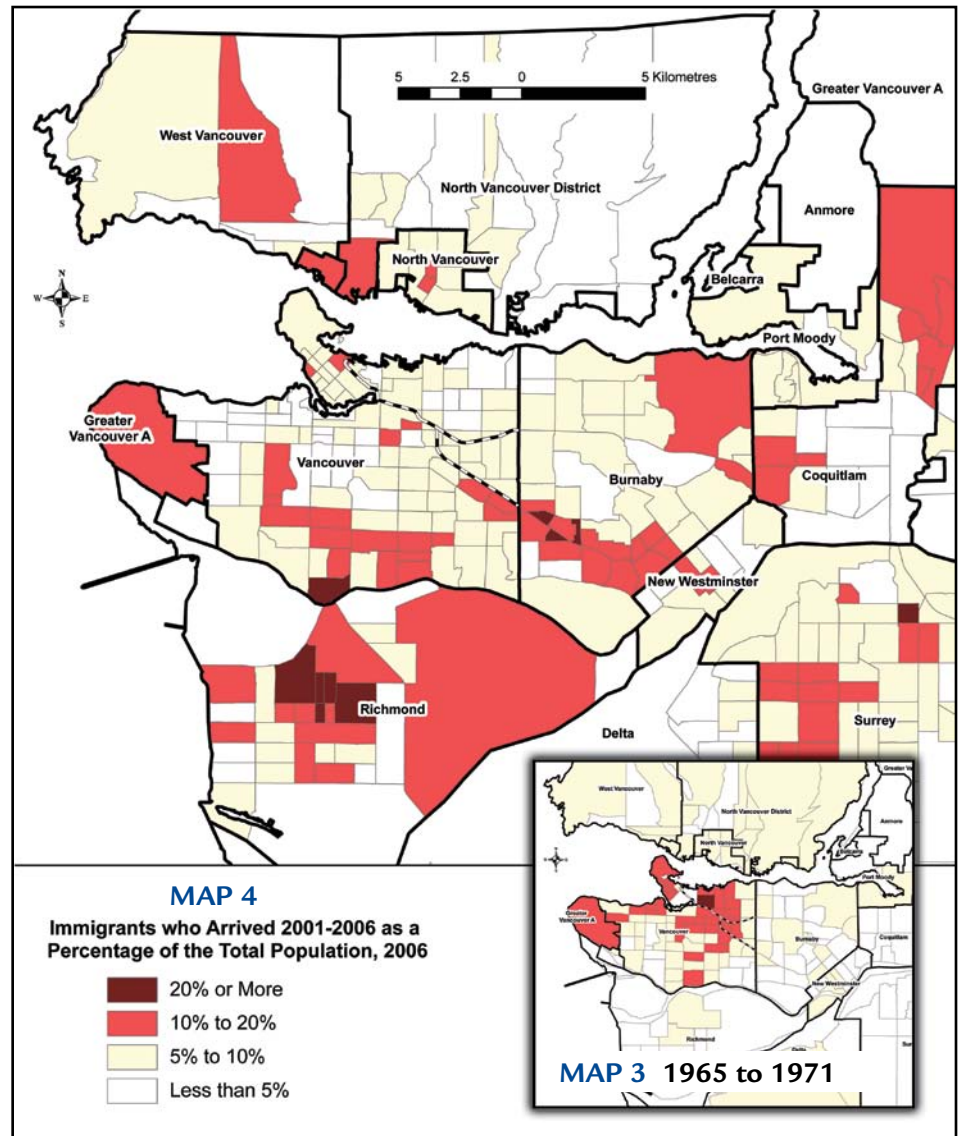 5 2.5 0 5 Kilometres
Greater Vancouver A
West Vancouver
North Vancouver District
Anmore
North Vancouver
Belcarra
N
W E
S
Port Moody
Greater
Vancouver A
Vancouver
Burnaby
Coquitlam
New Westminster
Richmond
Surrey
Delta
MAP 4
Immigrants who Arrived 2001-2006 as a
Percentage of the Total Population, 2006
20% or More
10% to 20%
5% to 10%
Less than 5%
Greater Va
West Vancouver
North Vancouver District
Anmore
North Vancouver
Belcarra
Port Moody
Greater
Vancouver A
Vancouver
Burnaby
Coquitlam
New Westminster
Richmond
Delta
Sur
MAP 3 1965 to 1971